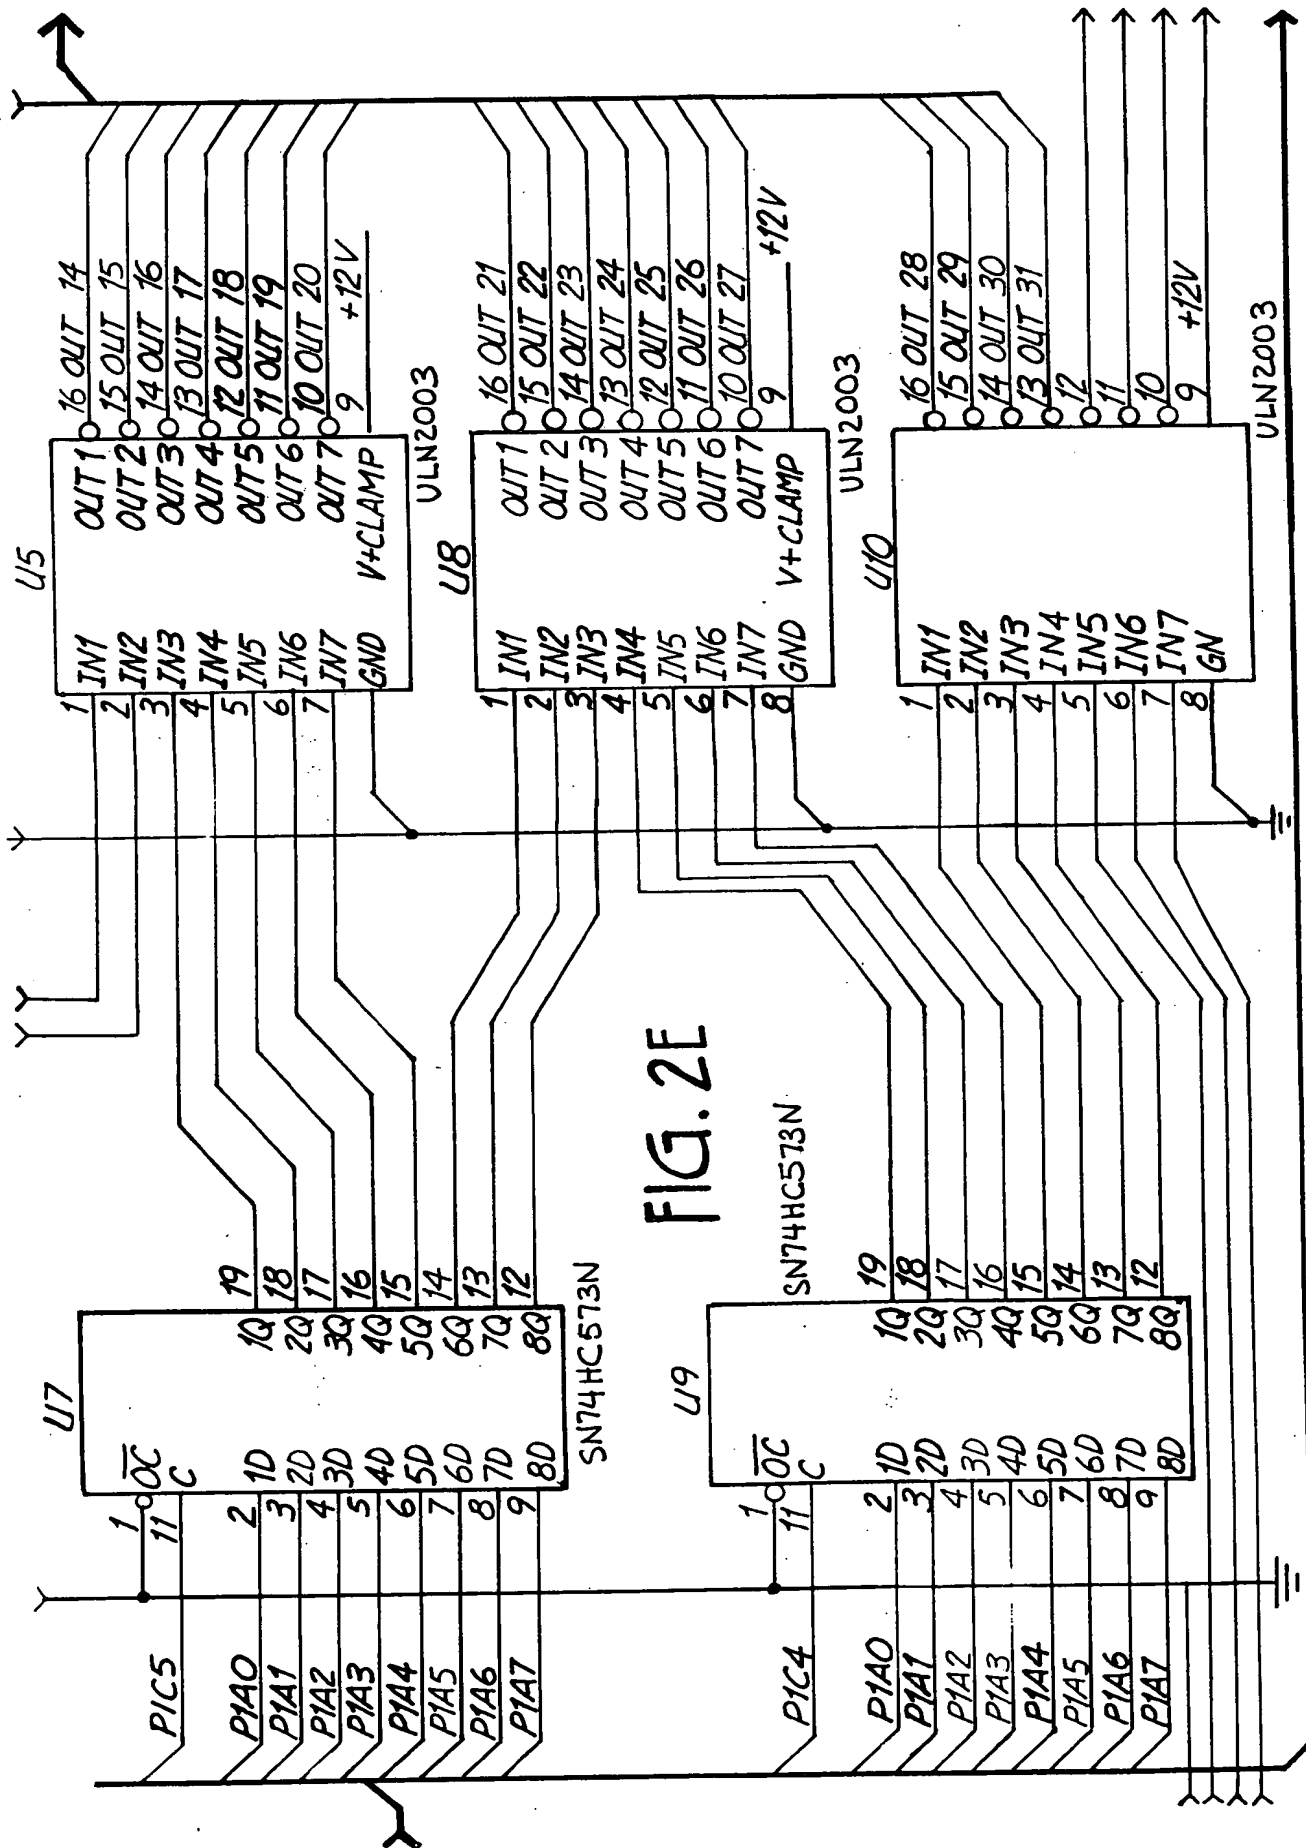 U7
1 OC
11 C
2 1D
3 2D
4 3D
5 4D
6 5D
7 6D
8 7D
9 8D
1Q 19
2Q 18
3Q 17
4Q 16
5Q 15
6Q 14
7Q 13
8Q 12
SN74HC573N
P1C5
P1A0
P1A1
P1A2
P1A3
P1A4
P1A5
P1A6
P1A7
U5
1 IN1
2 IN2
3 IN3
4 IN4
5 IN5
6 IN6
7 IN7
GND
OUT1 16 OUT 14
OUT2 15 OUT 15
OUT3 14 OUT 16
OUT4 13 OUT 17
OUT5 12 OUT 18
OUT6 11 OUT 19
OUT7 10 OUT 20
V+CLAMP 9 +12V
ULN2003
U8
1 IN1
2 IN2
3 IN3
4 IN4
5 IN5
6 IN6
7 IN7
8 GND
OUT1 16 OUT 21
OUT2 15 OUT 22
OUT3 14 OUT 23
OUT4 13 OUT 24
OUT5 12 OUT 25
OUT6 11 OUT 26
OUT7 10 OUT 27
V+CLAMP 9 +12V
ULN2003
FIG. 2E
U9
SN74HC573N
1 OC
11 C
2 1D
3 2D
4 3D
5 4D
6 5D
7 6D
8 7D
9 8D
1Q 19
2Q 18
3Q 17
4Q 16
5Q 15
6Q 14
7Q 13
8Q 12
P1C4
P1A0
P1A1
P1A2
P1A3
P1A4
P1A5
P1A6
P1A7
U10
1 IN1
2 IN2
3 IN3
4 IN4
5 IN5
6 IN6
7 IN7
8 GN
16 OUT 28
15 OUT 29
14 OUT 30
13 OUT 31
12
11
10
9 +12V
ULN2003